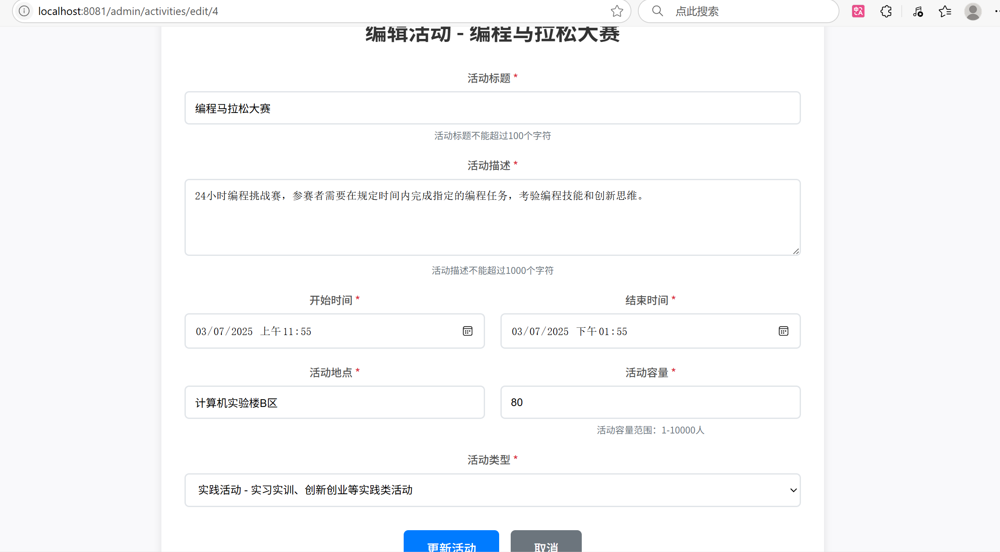 localhost:8081/admin/activities/edit/4
点此搜索
编辑活动 - 编程马拉松大赛
活动标题 *
编程马拉松大赛
活动标题不能超过100个字符
活动描述 *
24小时编程挑战赛，参赛者需要在规定时间内完成指定的编程任务，考验编程技能和创新思维。
活动描述不能超过1000个字符
开始时间 *
结束时间 *
03/07/2025 上午11:55
03/07/2025 下午01:55
活动地点 *
活动容量 *
计算机实验楼B区
80
活动容量范围：1-10000人
活动类型 *
实践活动 - 实习实训、创新创业等实践类活动
更新活动
取消